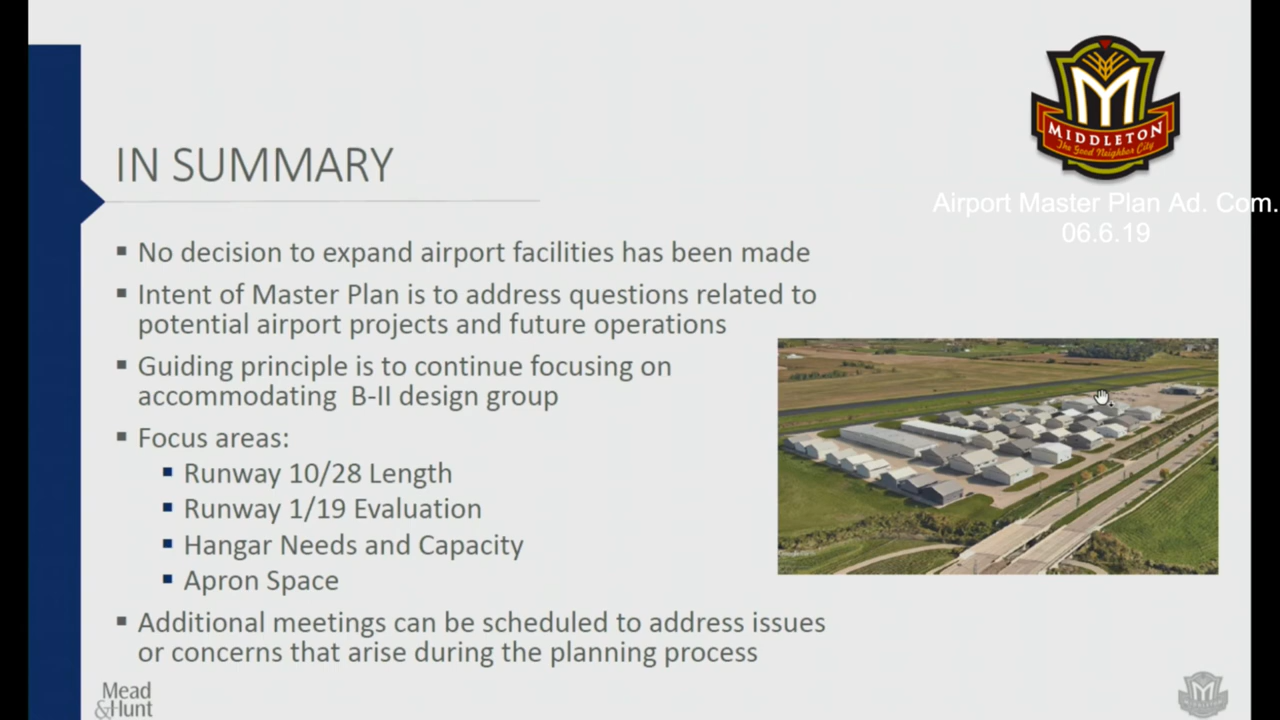 MIDDLETON
The Good Neighbor City
Airport Master Plan Ad. Com.
06.6.19
IN SUMMARY
▪ No decision to expand airport facilities has been made
▪ Intent of Master Plan is to address questions related to
potential airport projects and future operations
▪ Guiding principle is to continue focusing on
accommodating B-II design group
▪ Focus areas:
▪ Runway 10/28 Length
▪ Runway 1/19 Evaluation
▪ Hangar Needs and Capacity
▪ Apron Space
▪ Additional meetings can be scheduled to address issues
or concerns that arise during the planning process
Mead
&Hunt